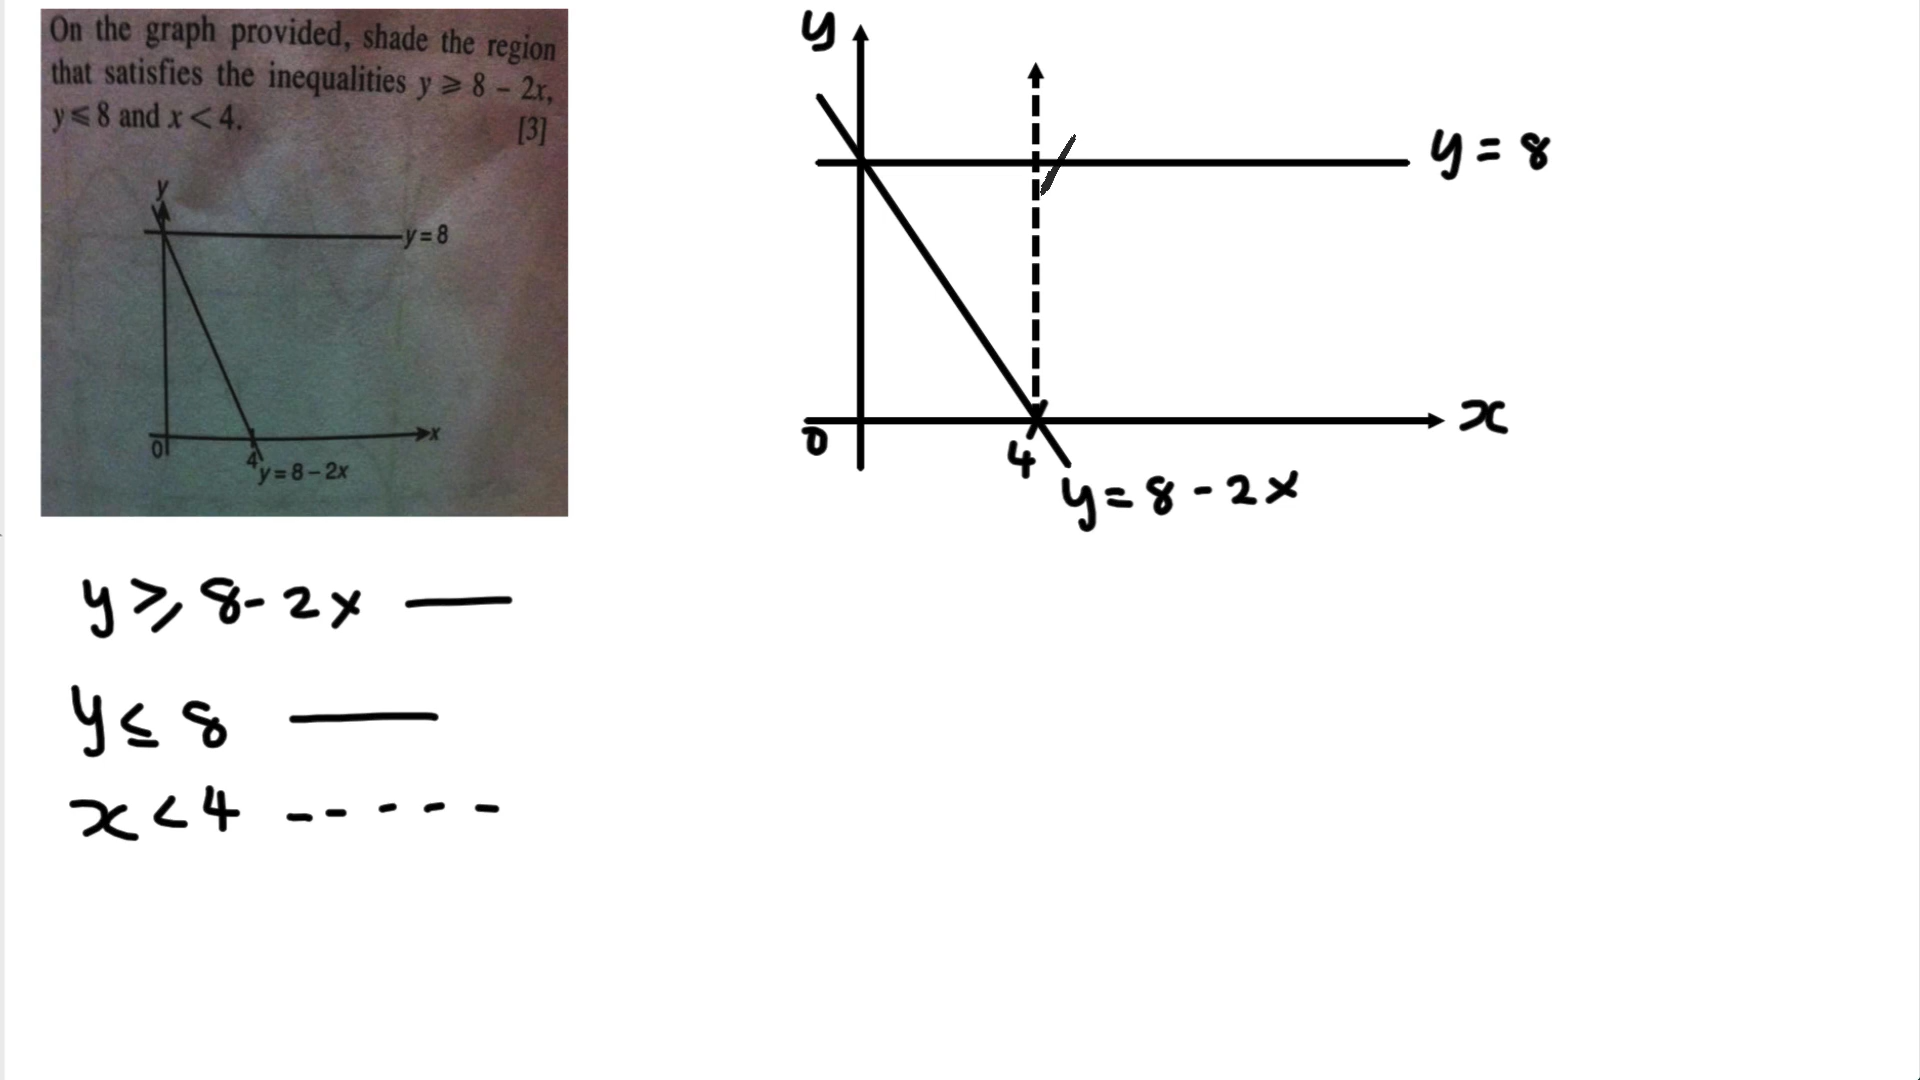 On the graph provided, shade the region
that satisfies the inequalities y ⩾ 8 − 2x,
y ⩽ 8 and x < 4. [3]
y
y = 8
0
4
x
y = 8 − 2x
y
y = 8
x
0
4
y = 8 - 2x
y ⩾ 8 - 2x
y ≤ 8
x < 4